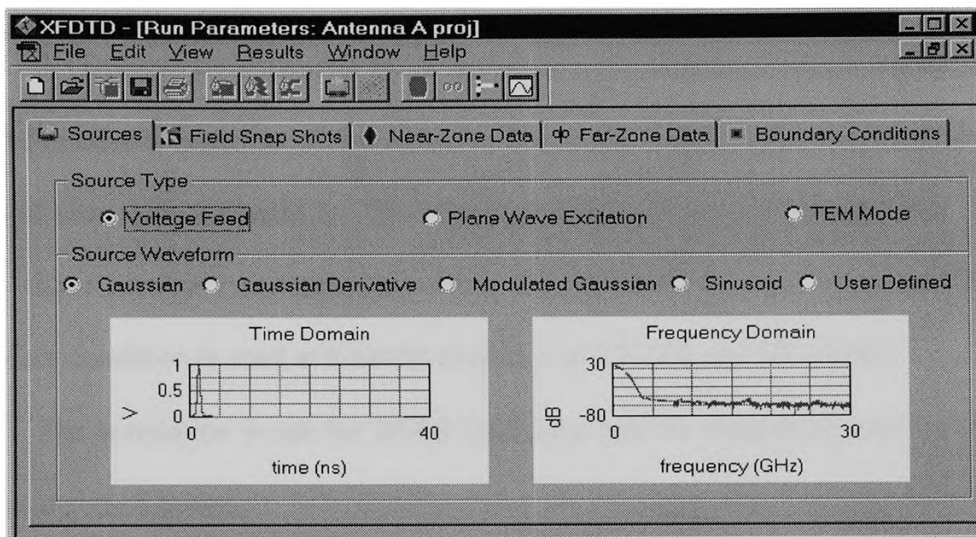 XFDTD - [Run Parameters: Antenna A proj]
File Edit View Results Window Help
Sources Field Snap Shots Near-Zone Data Far-Zone Data Boundary Conditions
Source Type
Voltage Feed Plane Wave Excitation TEM Mode
Source Waveform
Gaussian Gaussian Derivative Modulated Gaussian Sinusoid User Defined
Time Domain
1
0.5
0
V
0 40
time (ns)
Frequency Domain
30
-80
dB
0 30
frequency (GHz)